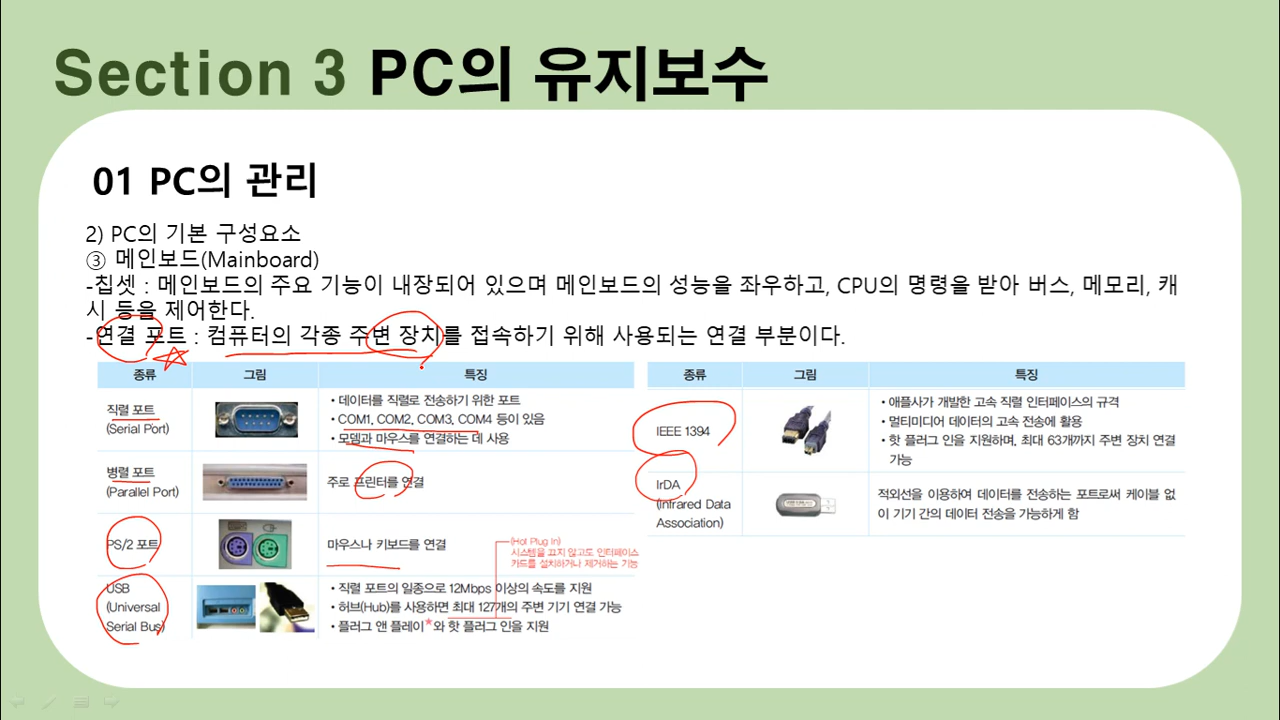 Section 3 PC의 유지보수
01 PC의 관리
2) PC의 기본 구성요소
③ 메인보드(Mainboard)
-칩셋 : 메인보드의 주요 기능이 내장되어 있으며 메인보드의 성능을 좌우하고, CPU의 명령을 받아 버스, 메모리, 캐
시 등을 제어한다.
-연결 포트 : 컴퓨터의 각종 주변 장치를 접속하기 위해 사용되는 연결 부분이다.
종류 그림 특징
직렬 포트
(Serial Port)
• 데이터를 직렬로 전송하기 위한 포트
• COM1, COM2, COM3, COM4 등이 있음
• 모뎀과 마우스를 연결하는 데 사용
병렬 포트
(Parallel Port)
주로 프린터를 연결
PS/2 포트
마우스나 키보드를 연결
(Hot Plug In)
시스템을 끄지 않고도 인터페이스
카드를 설치하거나 제거하는 기능
USB
(Universal
Serial Bus)
• 직렬 포트의 일종으로 12Mbps 이상의 속도를 지원
• 허브(Hub)를 사용하면 최대 127개의 주변 기기 연결 가능
• 플러그 앤 플레이*와 핫 플러그 인을 지원
종류 그림 특징
IEEE 1394
• 애플사가 개발한 고속 직렬 인터페이스의 규격
• 멀티미디어 데이터의 고속 전송에 활용
• 핫 플러그 인을 지원하며, 최대 63개까지 주변 장치 연결
가능
IrDA
(Infrared Data
Association)
적외선을 이용하여 데이터를 전송하는 포트로써 케이블 없
이 기기 간의 데이터 전송을 가능하게 함